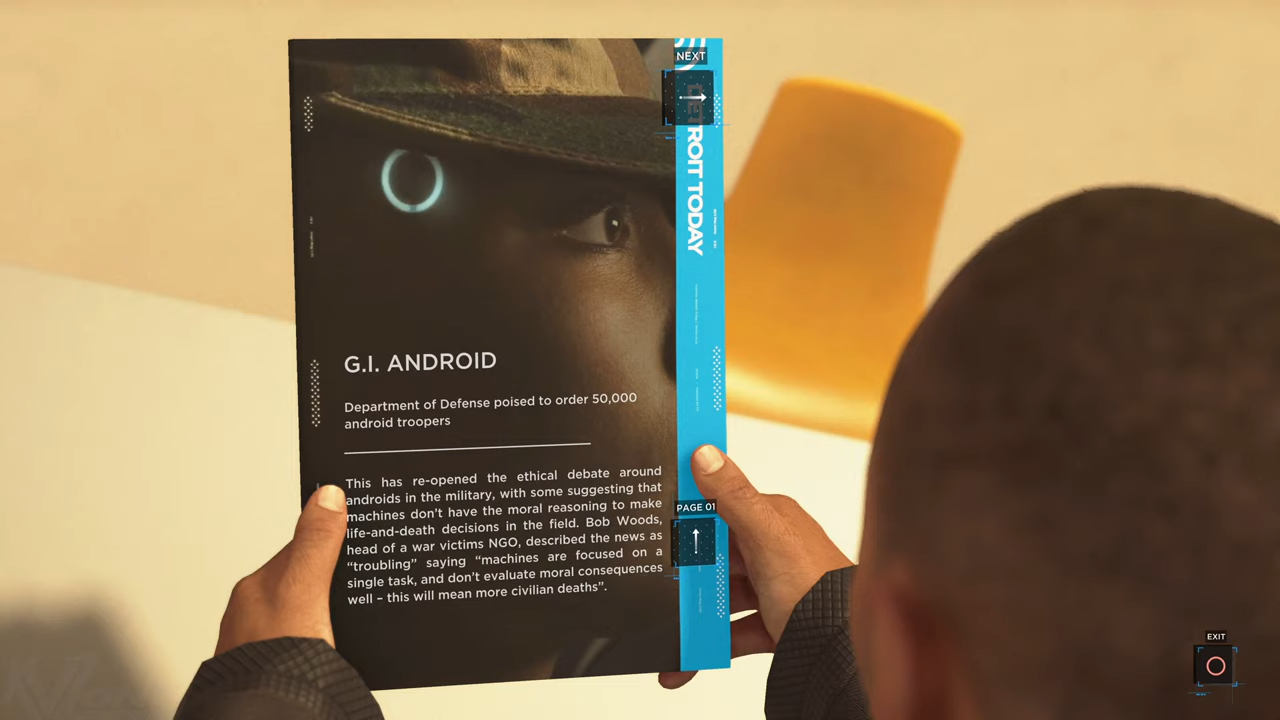 NEXT
DETROIT TODAY
G.I. ANDROID
Department of Defense poised to order 50,000
android troopers
This has re-opened the ethical debate around
androids in the military, with some suggesting that
machines don't have the moral reasoning to make
life-and-death decisions in the field. Bob Woods,
head of a war victims NGO, described the news as
“troubling” saying “machines are focused on a
single task, and don't evaluate moral consequences
well – this will mean more civilian deaths”.
PAGE 01
EXIT